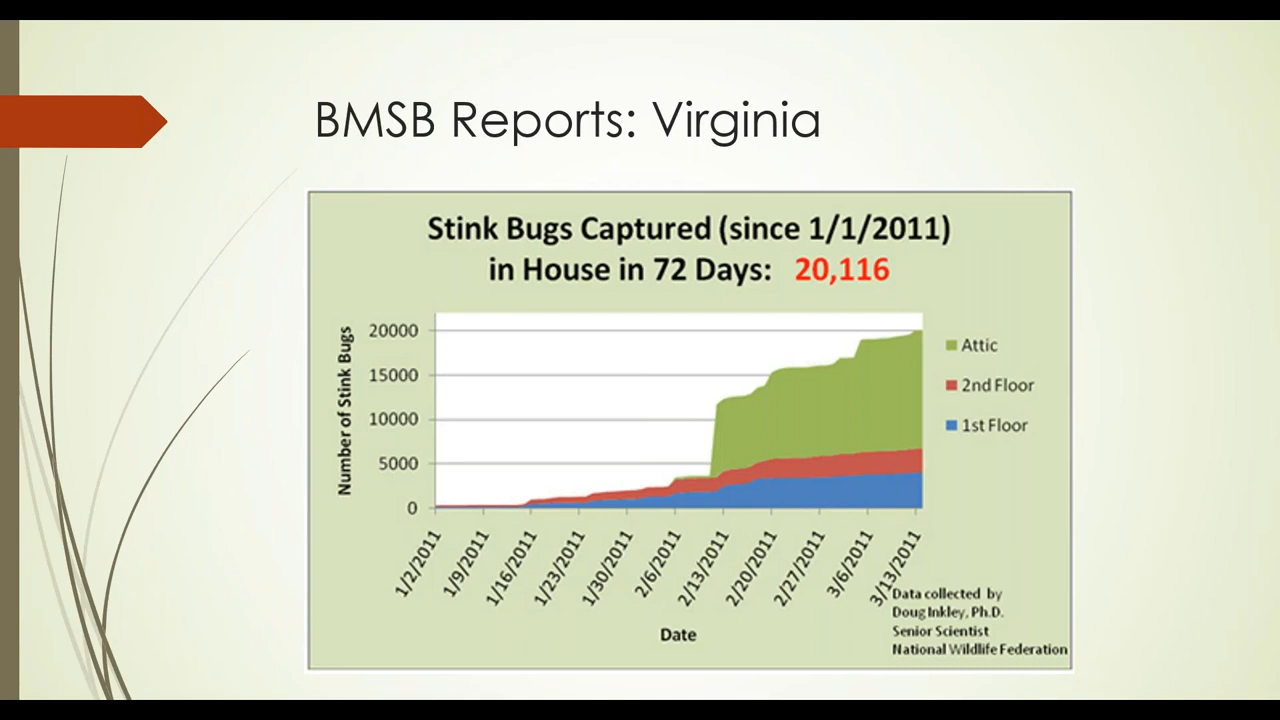 BMSB Reports: Virginia
Stink Bugs Captured (since 1/1/2011)
in House in 72 Days: 20,116
Number of Stink Bugs
20000
15000
10000
5000
0
Attic
2nd Floor
1st Floor
1/2/2011
1/9/2011
1/16/2011
1/23/2011
1/30/2011
2/6/2011
2/13/2011
2/20/2011
2/27/2011
3/6/2011
3/13/2011
Date
Data collected by
Doug Inkley, Ph.D.
Senior Scientist
National Wildlife Federation